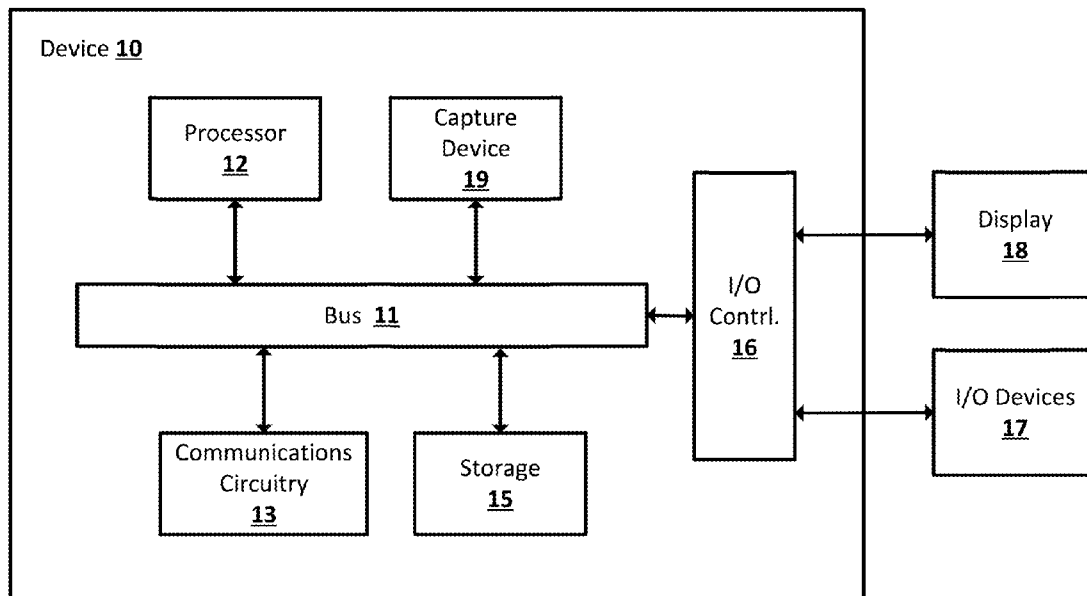 Device 10
Processor
12
Capture
Device
19
Display
18
I/O
Contrl.
16
Bus 11
I/O Devices
17
Communications
Circuitry
13
Storage
15